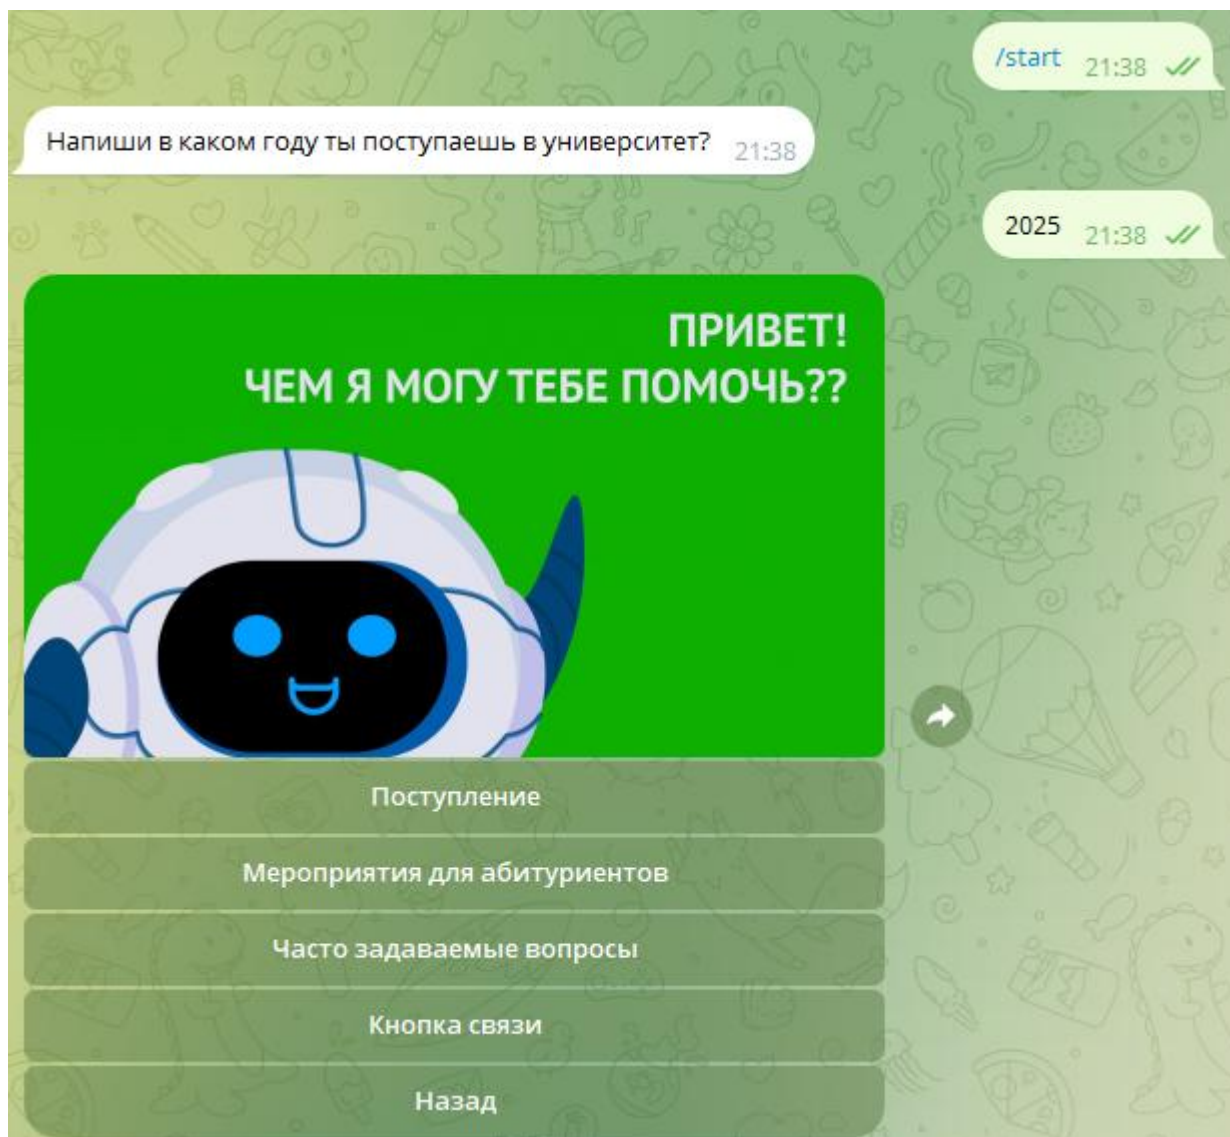 /start 21:38
Напиши в каком году ты поступаешь в университет? 21:38
2025 21:38
ПРИВЕТ!
ЧЕМ Я МОГУ ТЕБЕ ПОМОЧЬ??
Поступление
Мероприятия для абитуриентов
Часто задаваемые вопросы
Кнопка связи
Назад